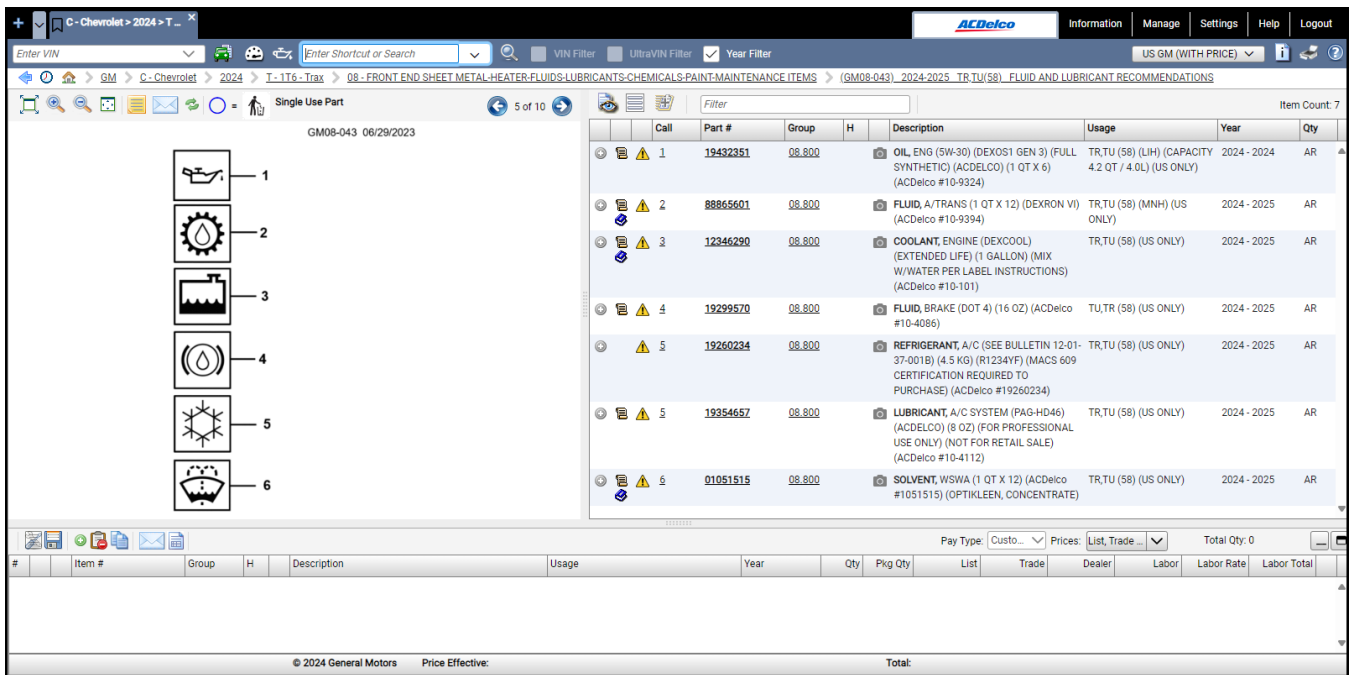 C - Chevrolet > 2024 > T ...
ACDelco
Information Manage Settings Help Logout
Enter VIN
Enter Shortcut or Search
VIN Filter UltraVIN Filter Year Filter
US GM (WITH PRICE)
GM > C - Chevrolet > 2024 > T - 1T6 - Trax > 08 - FRONT END SHEET METAL-HEATER-FLUIDS-LUBRICANTS-CHEMICALS-PAINT-MAINTENANCE ITEMS > (GM08-043) 2024-2025 TR,TU(58) FLUID AND LUBRICANT RECOMMENDATIONS
= Single Use Part
5 of 10
GM08-043 06/29/2023
1
2
3
4
5
6
Filter
Item Count: 7
Call Part # Group H Description Usage Year Qty
1 19432351 08.800 OIL, ENG (5W-30) (DEXOS1 GEN 3) (FULL TR,TU (58) (LIH) (CAPACITY 2024 - 2024 AR
SYNTHETIC) (ACDELCO) (1 QT X 6) 4.2 QT / 4.0L) (US ONLY)
(ACDelco #10-9324)
2 88865601 08.800 FLUID, A/TRANS (1 QT X 12) (DEXRON VI) TR,TU (58) (MNH) (US 2024 - 2025 AR
(ACDelco #10-9394) ONLY)
3 12346290 08.800 COOLANT, ENGINE (DEXCOOL) TR,TU (58) (US ONLY) 2024 - 2025 AR
(EXTENDED LIFE) (1 GALLON) (MIX
W/WATER PER LABEL INSTRUCTIONS)
(ACDelco #10-101)
4 19299570 08.800 FLUID, BRAKE (DOT 4) (16 OZ) (ACDelco TU,TR (58) (US ONLY) 2024 - 2025 AR
#10-4086)
5 19260234 08.800 REFRIGERANT, A/C (SEE BULLETIN 12-01- TR,TU (58) (US ONLY) 2024 - 2025 AR
37-001B) (4.5 KG) (R1234YF) (MACS 609
CERTIFICATION REQUIRED TO
PURCHASE) (ACDelco #19260234)
5 19354657 08.800 LUBRICANT, A/C SYSTEM (PAG-HD46) TR,TU (58) (US ONLY) 2024 - 2025 AR
(ACDELCO) (8 OZ) (FOR PROFESSIONAL
USE ONLY) (NOT FOR RETAIL SALE)
(ACDelco #10-4112)
6 01051515 08.800 SOLVENT, WSWA (1 QT X 12) (ACDelco TR,TU (58) (US ONLY) 2024 - 2025 AR
#1051515) (OPTIKLEEN, CONCENTRATE)
Pay Type: Custo... Prices: List, Trade ... Total Qty: 0
# Item # Group H Description Usage Year Qty Pkg Qty List Trade Dealer Labor Labor Rate Labor Total
© 2024 General Motors Price Effective: Total: